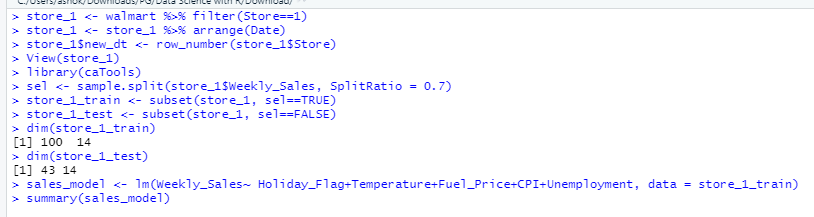 C:/Users/ashok/Downloads/PG/Data Science with R/Download/
> store_1 <- walmart %>% filter(Store==1)
> store_1 <- store_1 %>% arrange(Date)
> store_1$new_dt <- row_number(store_1$Store)
> View(store_1)
> library(caTools)
> sel <- sample.split(store_1$Weekly_Sales, SplitRatio = 0.7)
> store_1_train <- subset(store_1, sel==TRUE)
> store_1_test <- subset(store_1, sel==FALSE)
> dim(store_1_train)
[1] 100  14
> dim(store_1_test)
[1] 43 14
> sales_model <- lm(Weekly_Sales~ Holiday_Flag+Temperature+Fuel_Price+CPI+Unemployment, data = store_1_train)
> summary(sales_model)